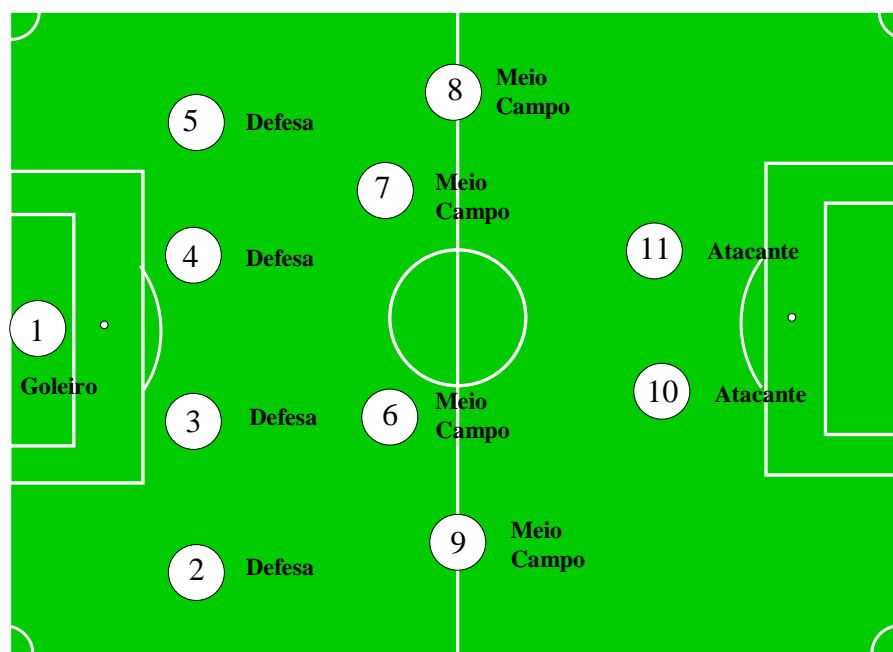 8
Meio
Campo
5
Defesa
7
Meio
Campo
4
Defesa
11
Atacante
1
Goleiro
10
Atacante
3
Defesa
6
Meio
Campo
9
Meio
Campo
2
Defesa